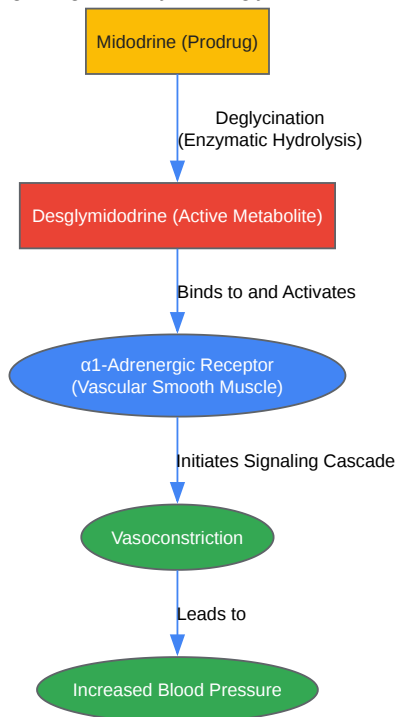 Midodrine (Prodrug)
Deglycination
(Enzymatic Hydrolysis)
Desglymidodrine (Active Metabolite)
Binds to and Activates
α1-Adrenergic Receptor
(Vascular Smooth Muscle)
Initiates Signaling Cascade
Vasoconstriction
Leads to
Increased Blood Pressure